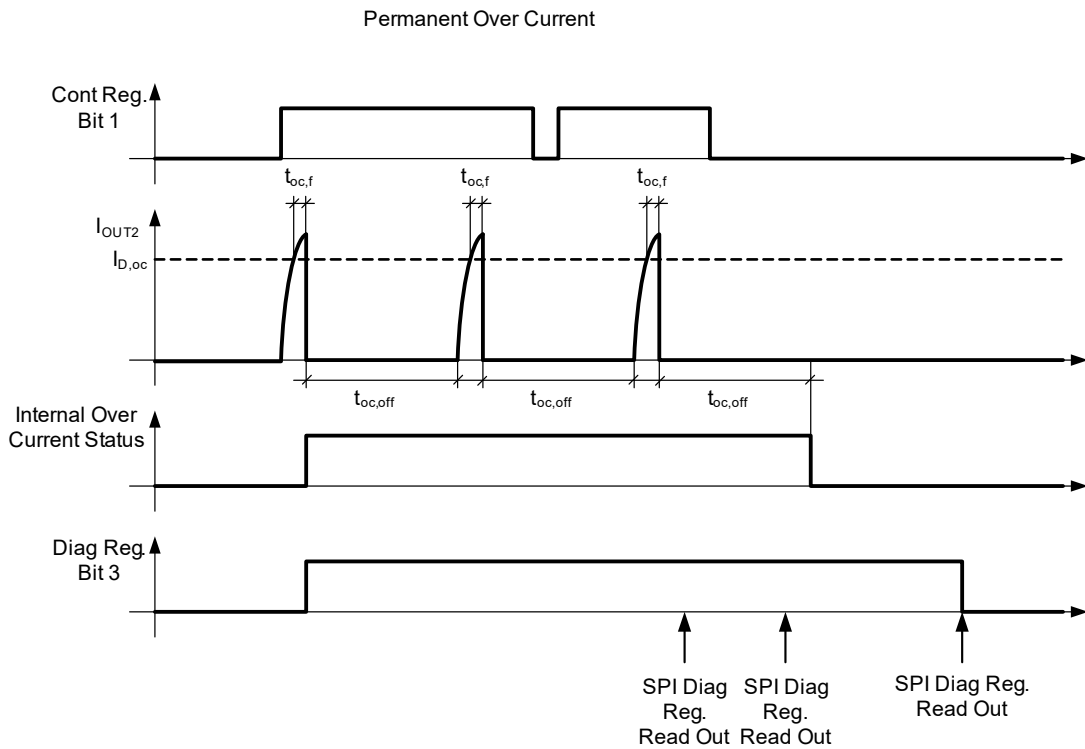 Permanent Over Current
Cont Reg.
Bit 1
toc,f
toc,f
toc,f
IOUT2
ID,oc
toc,off
toc,off
toc,off
Internal Over
Current Status
Diag Reg.
Bit 3
SPI Diag
Reg.
Read Out
SPI Diag
Reg.
Read Out
SPI Diag Reg.
Read Out